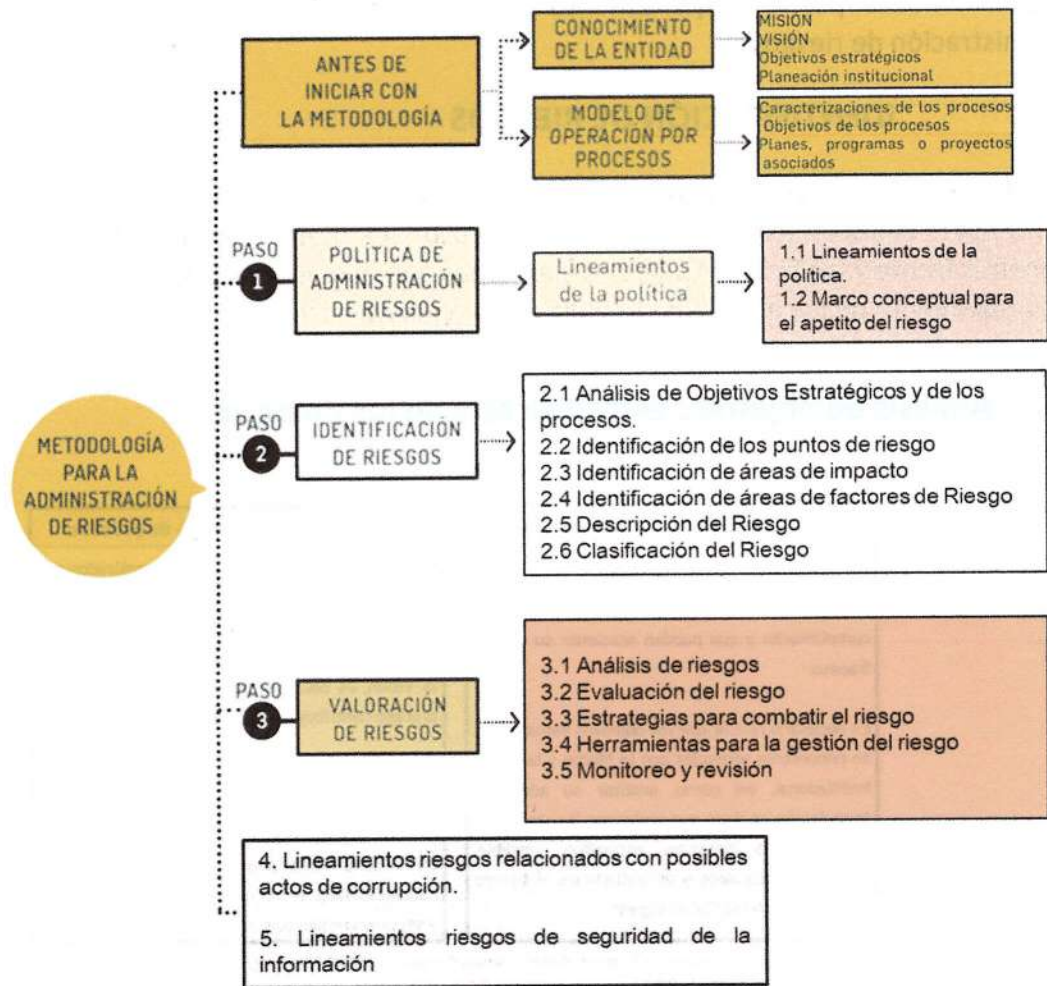 nistración de rie
ANTES DE
INICIAR CON
LA METODOLOGÍA
CONOCIMIENTO
DE LA ENTIDAD
MISIÓN
VISIÓN
Objetivos estratégicos
Planeación institucional
MODELO DE
OPERACIÓN POR
PROCESOS
Caracterizaciones de los procesos
Objetivos de los procesos
Planes, programas o proyectos
asociados
PASO
1
POLÍTICA DE
ADMINISTRACIÓN
DE RIESGOS
Lineamientos
de la política
1.1 Lineamientos de la
política.
1.2 Marco conceptual para
el apetito del riesgo
METODOLOGÍA
PARA LA
ADMINISTRACIÓN
DE RIESGOS
PASO
2
IDENTIFICACIÓN
DE RIESGOS
2.1 Análisis de Objetivos Estratégicos y de los
procesos.
2.2 Identificación de los puntos de riesgo
2.3 Identificación de áreas de impacto
2.4 Identificación de áreas de factores de Riesgo
2.5 Descripción del Riesgo
2.6 Clasificación del Riesgo
PASO
3
VALORACIÓN
DE RIESGOS
3.1 Análisis de riesgos
3.2 Evaluación del riesgo
3.3 Estrategias para combatir el riesgo
3.4 Herramientas para la gestión del riesgo
3.5 Monitoreo y revisión
4. Lineamientos riesgos relacionados con posibles
actos de corrupción.
5. Lineamientos riesgos de seguridad de la
información